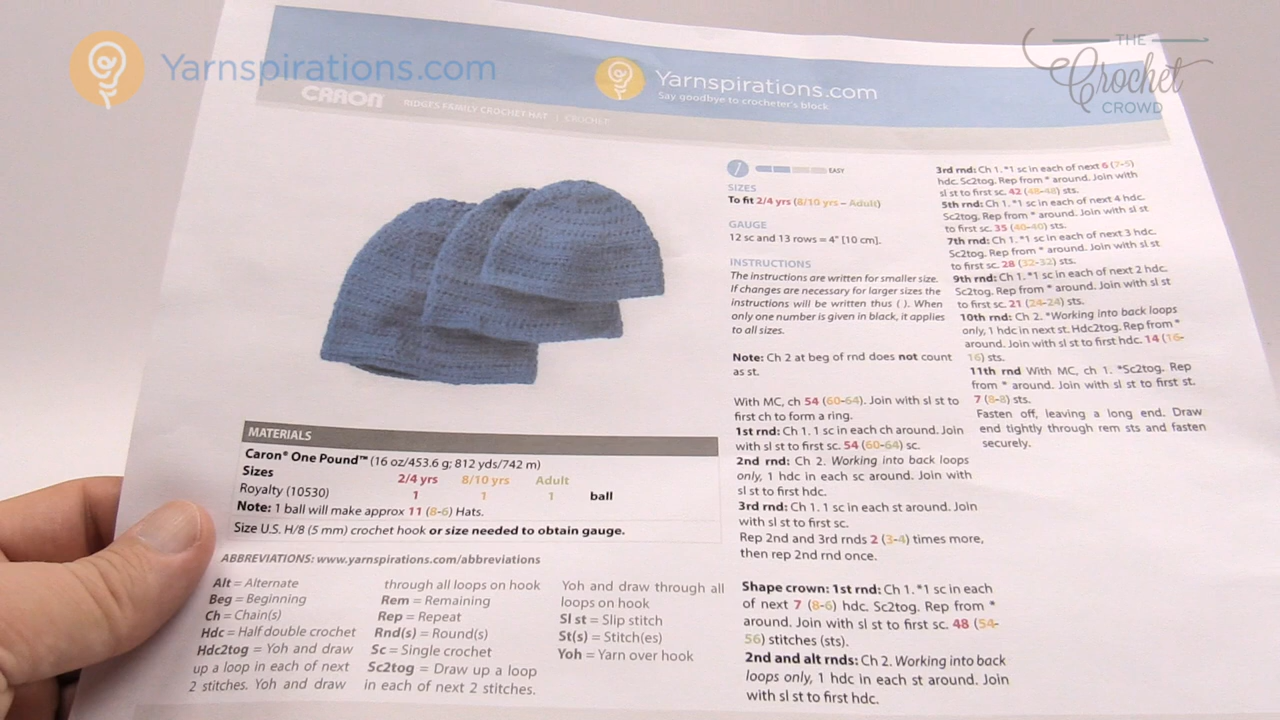 Yarnspirations.com
THE
Crochet
CROWD
Yarnspirations.com
Say goodbye to crocheter's block.
CARON
RIDGES FAMILY CROCHET HAT | CROCHET
MATERIALS
Caron® One Pound™ (16 oz/453.6 g; 812 yds/742 m)
Sizes
2/4 yrs 8/10 yrs Adult
Royalty (10530) 1 1 1 ball
Note: 1 ball will make approx 11 (8-6) Hats.
Size U.S. H/8 (5 mm) crochet hook or size needed to obtain gauge.
ABBREVIATIONS: www.yarnspirations.com/abbreviations
Alt = Alternate
Beg = Beginning
Ch = Chain(s)
Hdc = Half double crochet
Hdc2tog = Yoh and draw
up a loop in each of next
2 stitches. Yoh and draw
through all loops on hook
Rem = Remaining
Rep = Repeat
Rnd(s) = Round(s)
Sc = Single crochet
Sc2tog = Draw up a loop
in each of next 2 stitches.
Yoh and draw through all
loops on hook
Sl st = Slip stitch
St(s) = Stitch(es)
Yoh = Yarn over hook
EASY
SIZES
To fit 2/4 yrs (8/10 yrs – Adult)
GAUGE
12 sc and 13 rows = 4" [10 cm].
INSTRUCTIONS
The instructions are written for smaller size.
If changes are necessary for larger sizes the
instructions will be written thus ( ). When
only one number is given in black, it applies
to all sizes.
Note: Ch 2 at beg of rnd does not count
as st.
With MC, ch 54 (60-64). Join with sl st to
first ch to form a ring.
1st rnd: Ch 1. 1 sc in each ch around. Join
with sl st to first sc. 54 (60-64) sc.
2nd rnd: Ch 2. Working into back loops
only, 1 hdc in each sc around. Join with
sl st to first hdc.
3rd rnd: Ch 1. 1 sc in each st around. Join
with sl st to first sc.
Rep 2nd and 3rd rnds 2 (3-4) times more,
then rep 2nd rnd once.
Shape crown: 1st rnd: Ch 1. *1 sc in each
of next 7 (8-6) hdc. Sc2tog. Rep from *
around. Join with sl st to first sc. 48 (54-
56) stitches (sts).
2nd and alt rnds: Ch 2. Working into back
loops only, 1 hdc in each st around. Join
with sl st to first hdc.
3rd rnd: Ch 1. *1 sc in each of next 6 (7-5)
hdc. Sc2tog. Rep from * around. Join with
sl st to first sc. 42 (48-48) sts.
5th rnd: Ch 1. *1 sc in each of next 4 hdc.
Sc2tog. Rep from * around. Join with sl st
to first sc. 35 (40-40) sts.
7th rnd: Ch 1. *1 sc in each of next 3 hdc.
Sc2tog. Rep from * around. Join with sl st
to first sc. 28 (32-32) sts.
9th rnd: Ch 1. *1 sc in each of next 2 hdc.
Sc2tog. Rep from * around. Join with sl st
to first sc. 21 (24-24) sts.
10th rnd: Ch 2. *Working into back loops
only, 1 hdc in next st. Hdc2tog. Rep from *
around. Join with sl st to first hdc. 14 (16-
16) sts.
11th rnd With MC, ch 1. *Sc2tog. Rep
from * around. Join with sl st to first st.
7 (8-8) sts.
Fasten off, leaving a long end. Draw
end tightly through rem sts and fasten
securely.